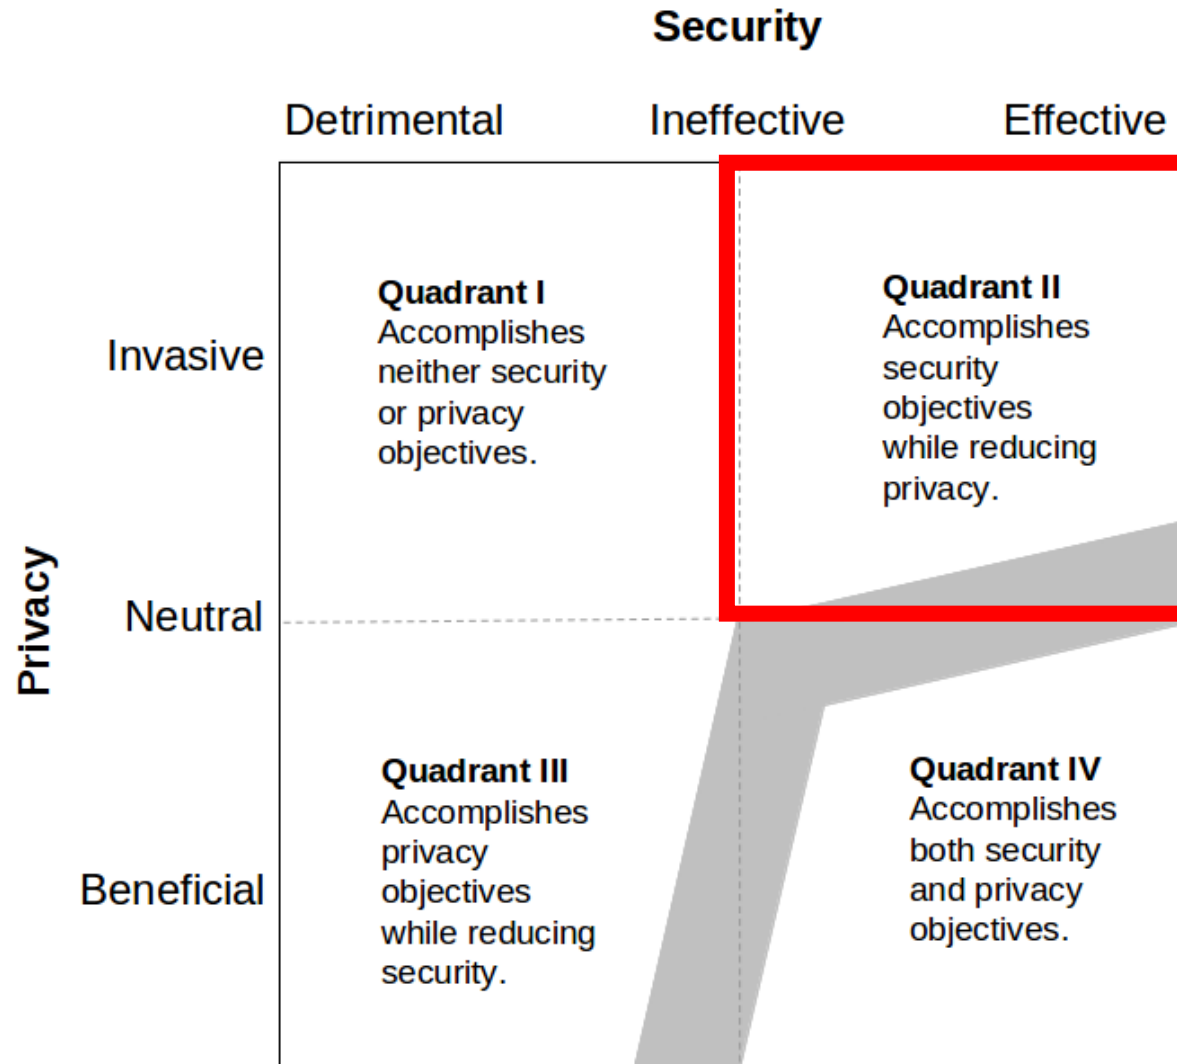 Security
Detrimental
Ineffective
Effective
Quadrant I
Accomplishes
neither security
or privacy
objectives.
Quadrant II
Accomplishes
security
objectives
while reducing
privacy.
Invasive
Privacy
Neutral
Beneficial
Quadrant III
Accomplishes
privacy
objectives
while reducing
security.
Quadrant IV
Accomplishes
both security
and privacy
objectives.